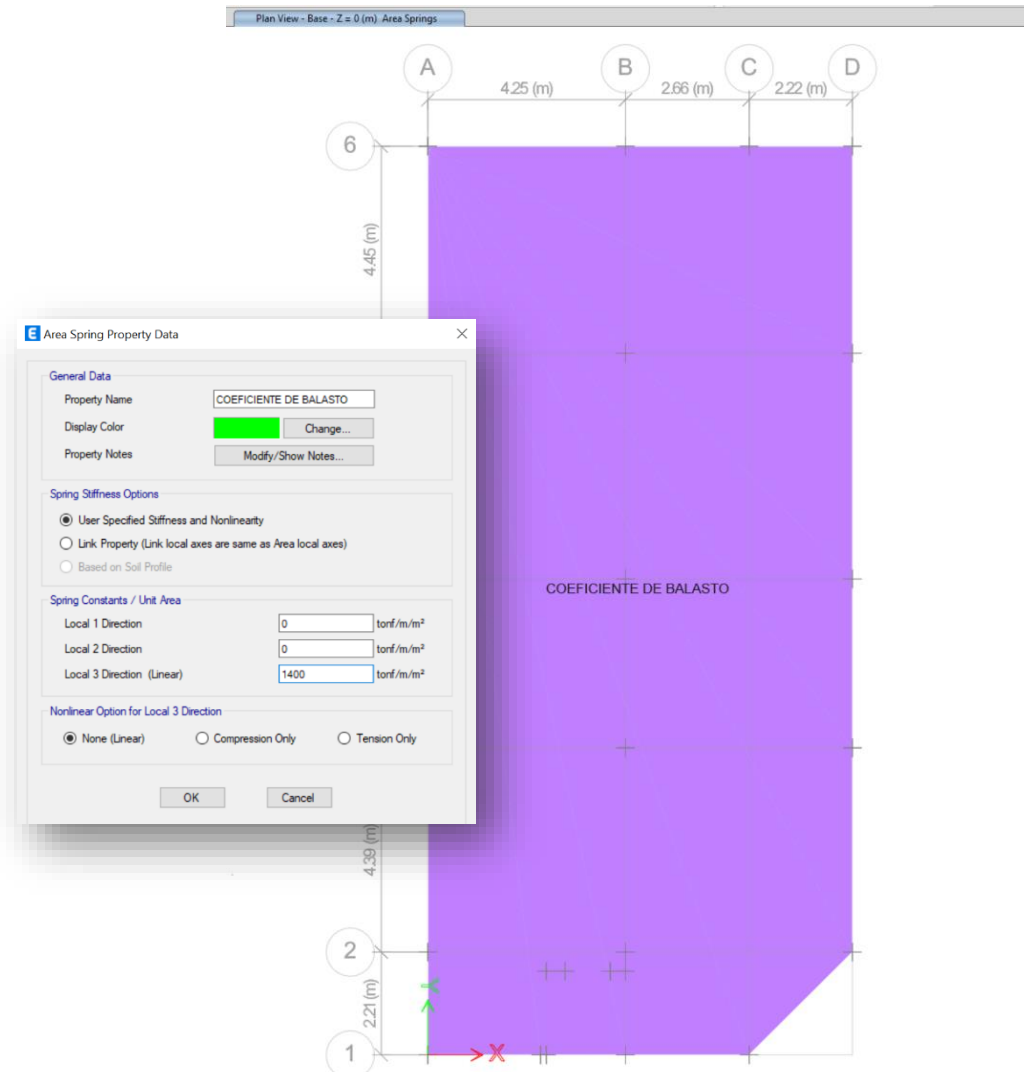 Plan View - Base - Z = 0 (m) Area Springs
A B C D
4.25 (m) 2.66 (m) 2.22 (m)
6
4.45 (m)
E Area Spring Property Data
General Data
Property Name COEFICIENTE DE BALASTO
Display Color Change...
Property Notes Modify/Show Notes...
Spring Stiffness Options
User Specified Stiffness and Nonlinearity
Link Property (Link local axes are same as Area local axes)
Based on Soil Profile
COEFICIENTE DE BALASTO
Spring Constants / Unit Area
Local 1 Direction 0 tonf/m/m²
Local 2 Direction 0 tonf/m/m²
Local 3 Direction (Linear) 1400 tonf/m/m²
Nonlinear Option for Local 3 Direction
None (Linear) Compression Only Tension Only
OK Cancel
4.39 (m)
2
2.21 (m)
Y
1
X